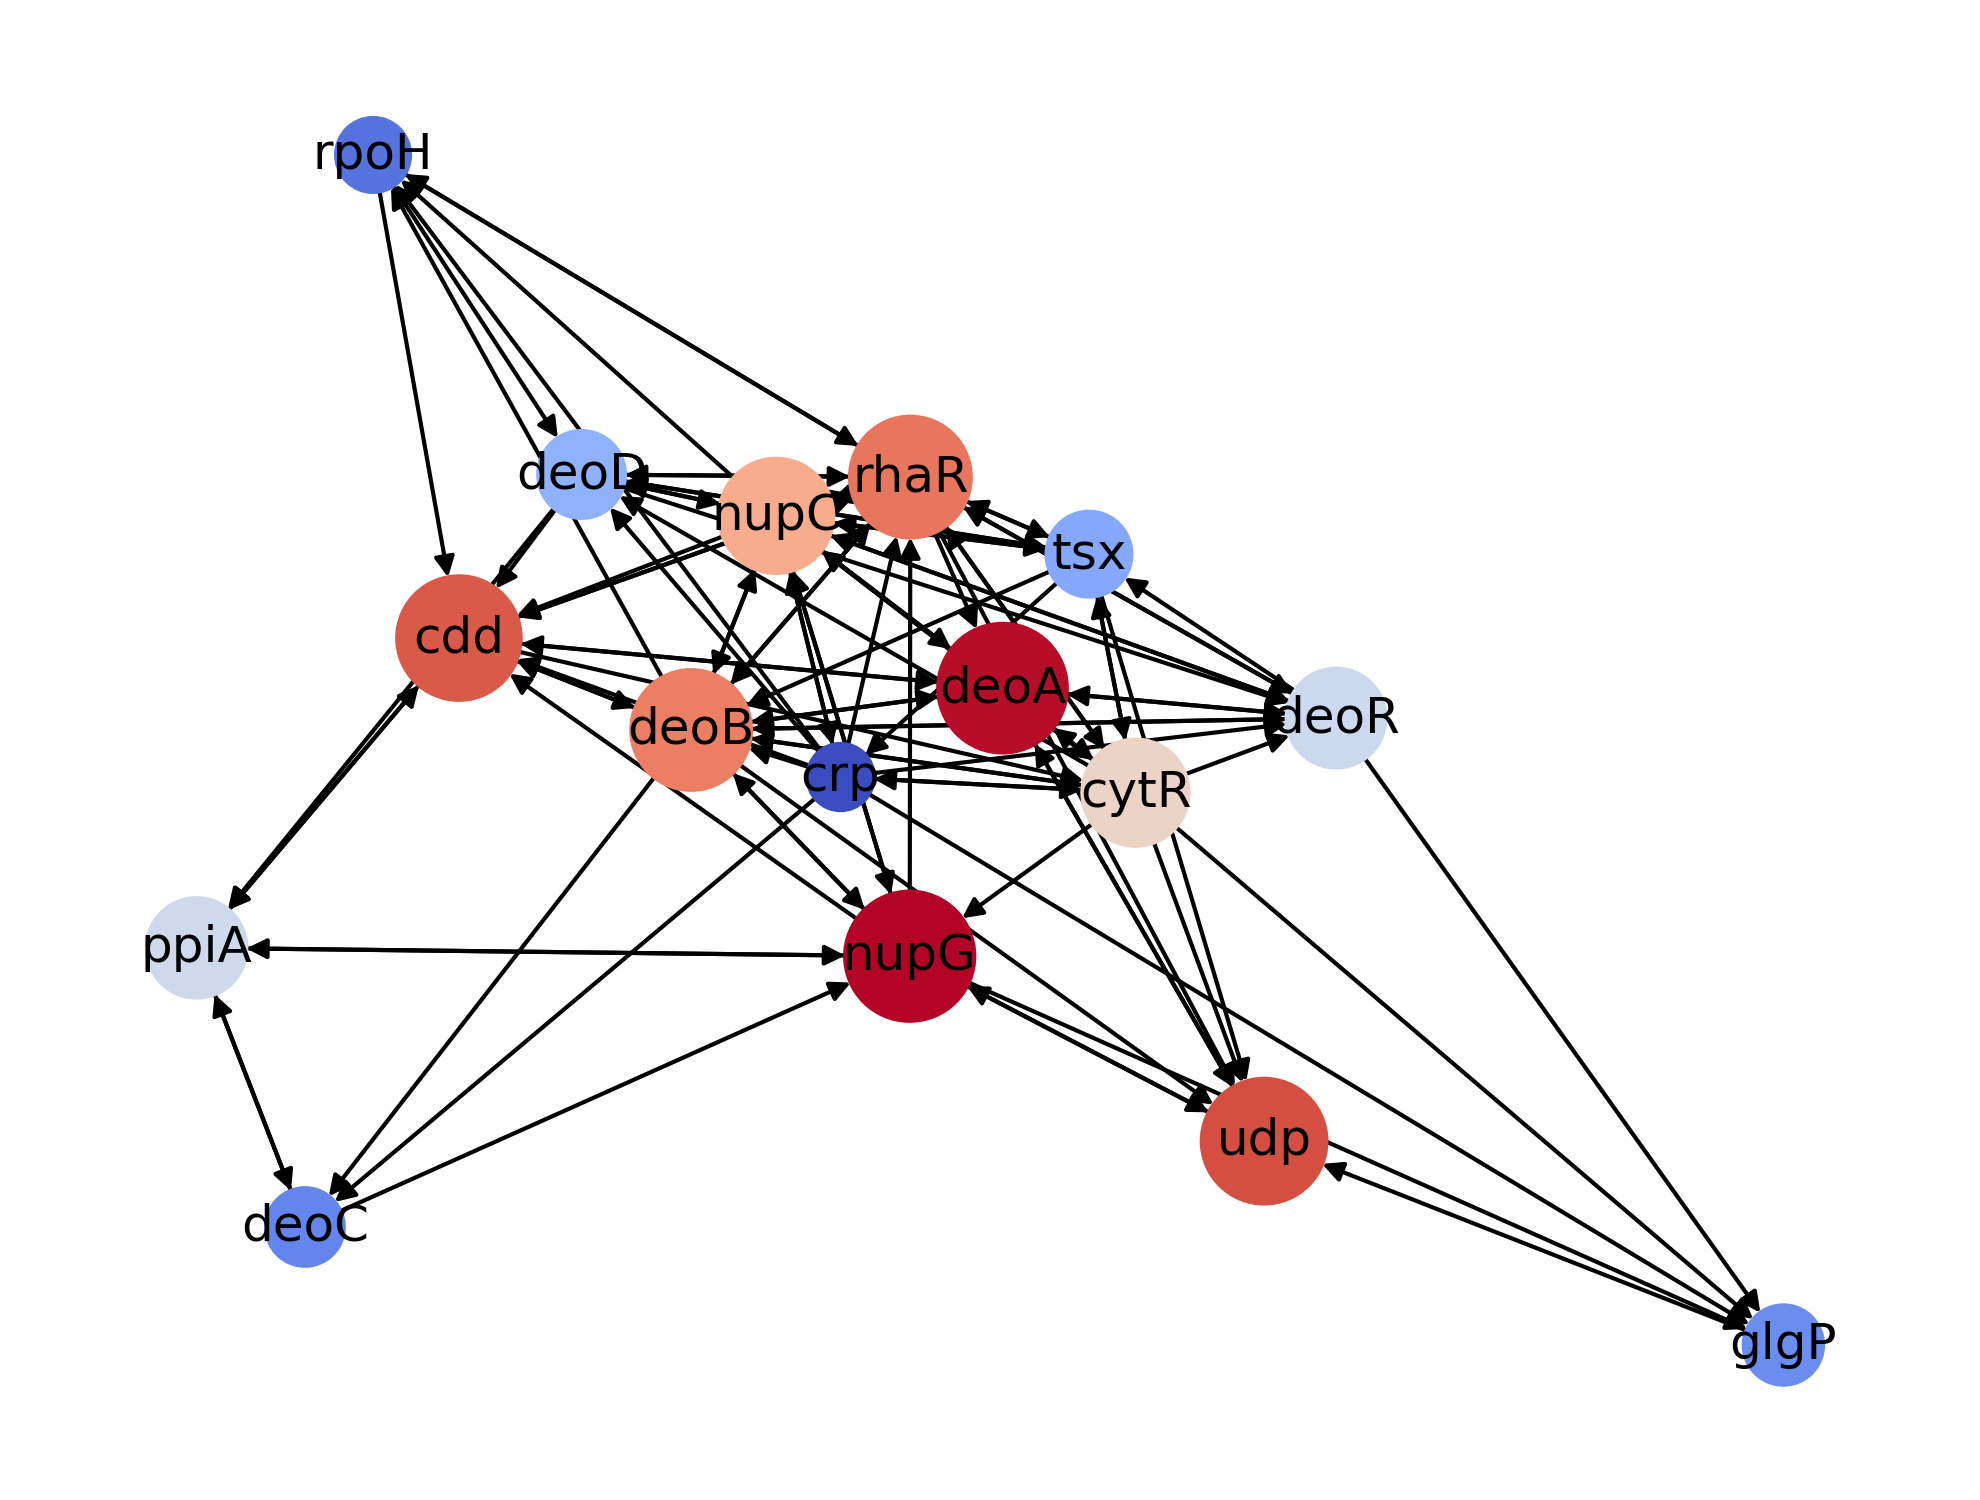 rpoH
deoD
nupC
rhaR
tsx
cdd
deoA
deoB
deoR
crp
cytR
ppiA
nupG
udp
deoC
glgP